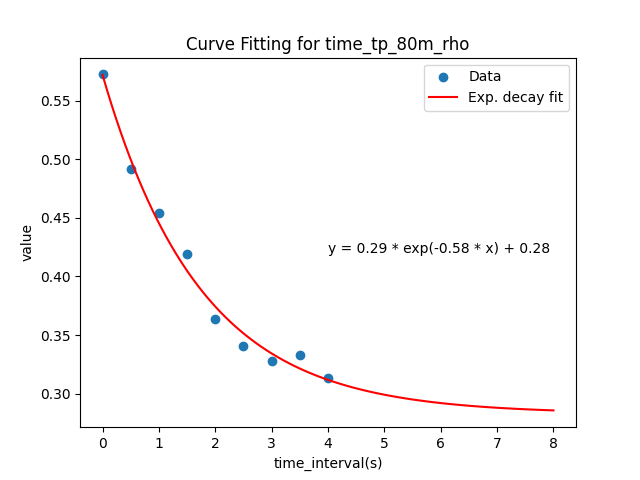 Curve Fitting for time_tp_80m_rho
Data
Exp. decay fit
value
0.55
0.50
0.45
0.40
0.35
0.30
y = 0.29 * exp(-0.58 * x) + 0.28
0 1 2 3 4 5 6 7 8
time_interval(s)